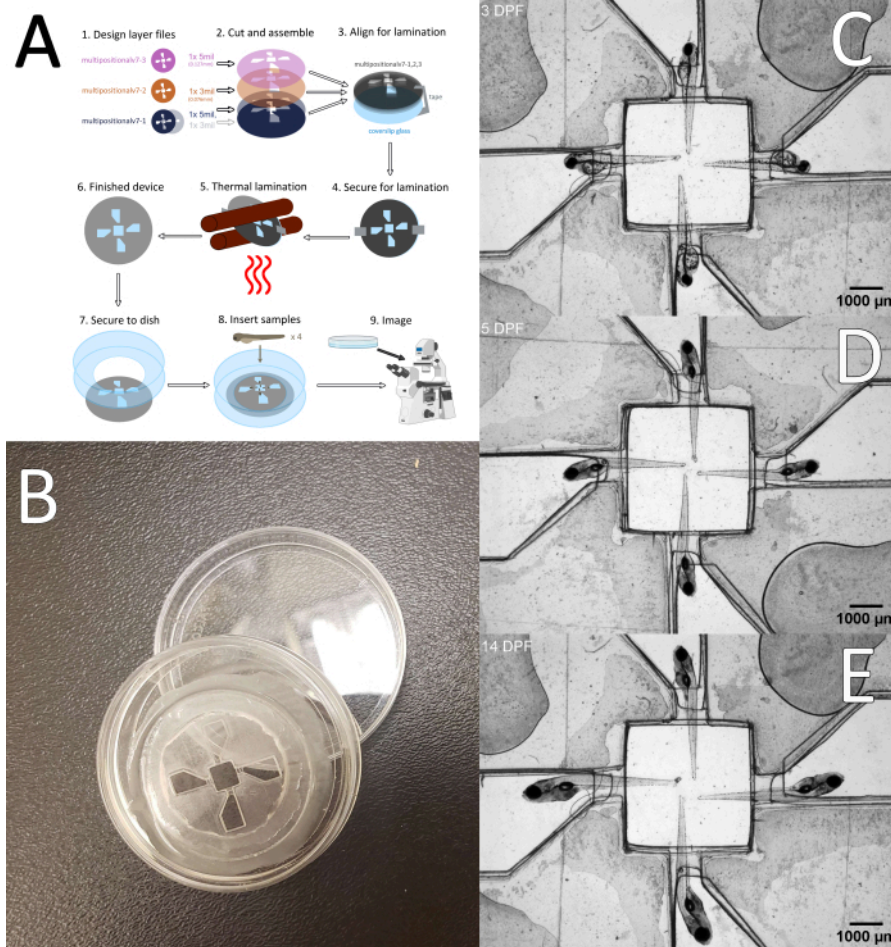 A
1. Design layer files
2. Cut and assemble
3. Align for lamination
multipositionalv7-3
1x 5mil
multipositionalv7-1,2,3
multipositionalv7-2
1x 3mil
tape
multipositionalv7-1
1x 5mil,
1x 3mil
coverslip glass
6. Finished device
5. Thermal lamination
4. Secure for lamination
7. Secure to dish
8. Insert samples
9. Image
x 4
B
3 DPF
C
1000 µm
5 DPF
D
1000 µm
14 DPF
E
1000 µm